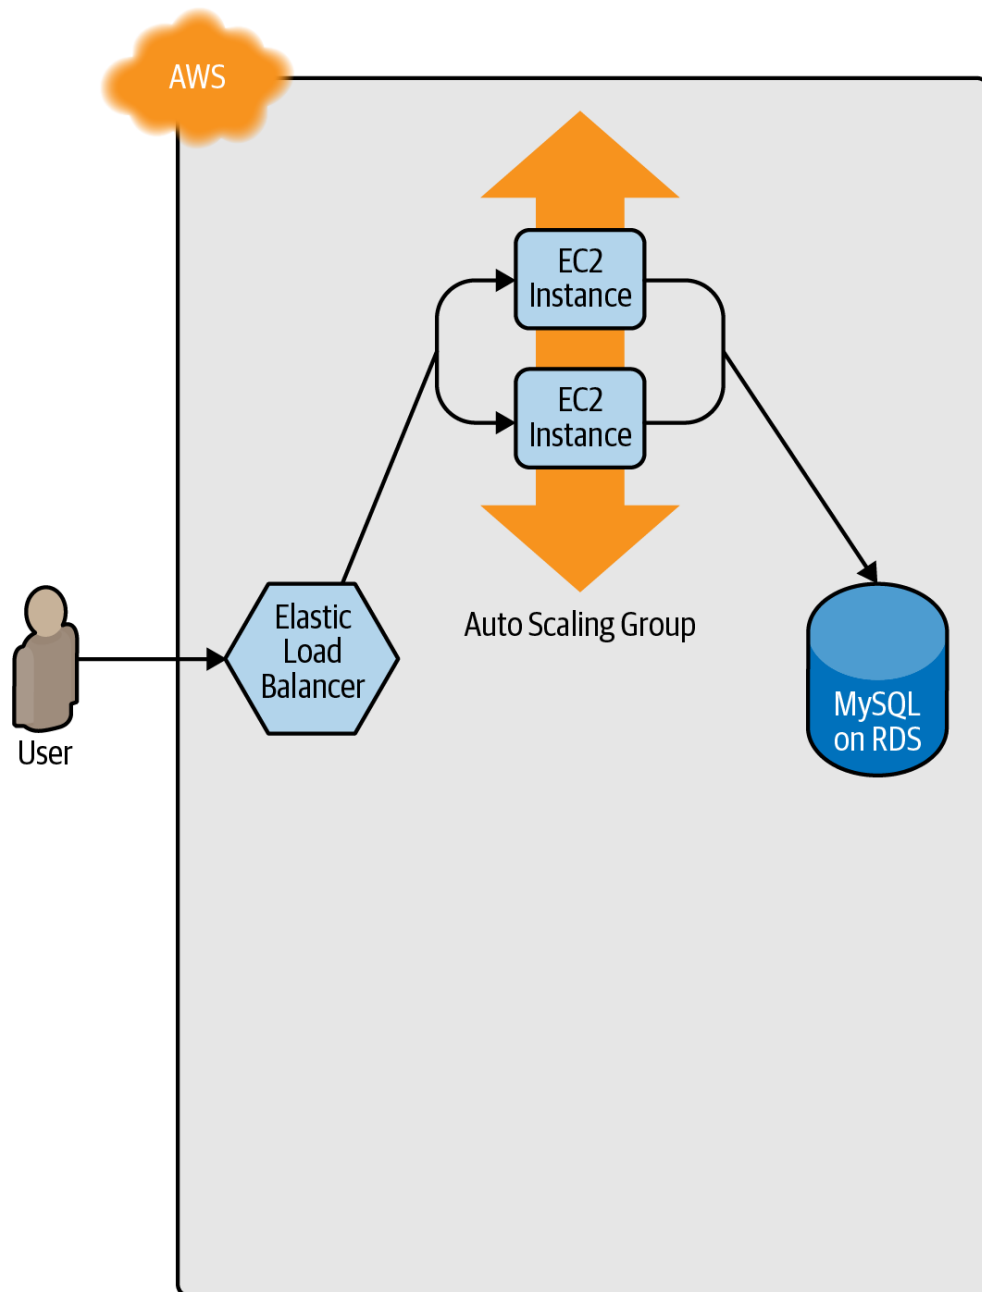 AWS
EC2
Instance
EC2
Instance
Auto Scaling Group
Elastic
Load
Balancer
User
MySQL
on RDS